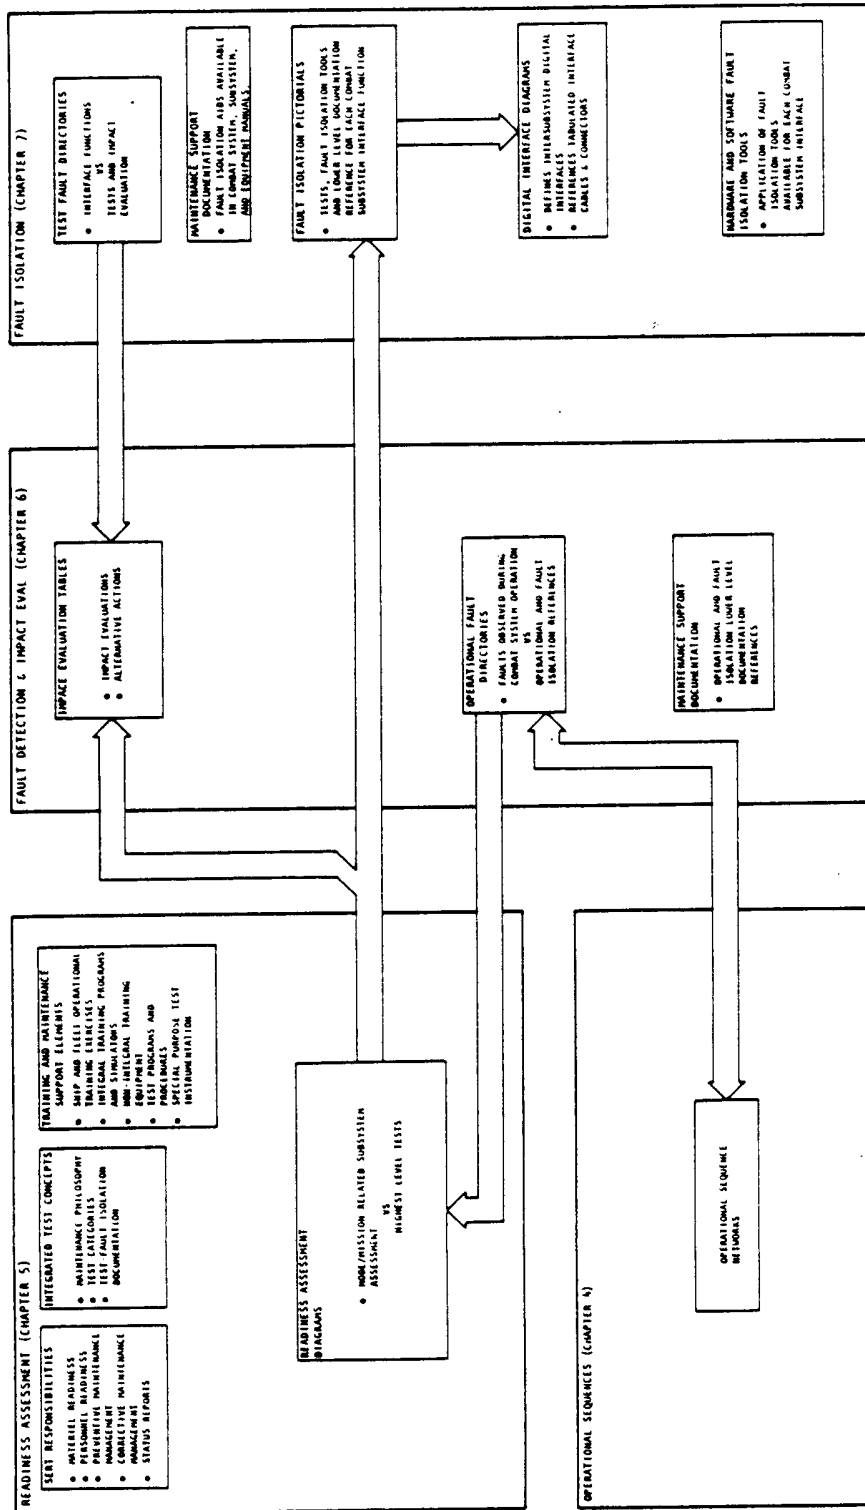 READINESS ASSESSMENT (CHAPTER 5)
SERT RESPONSIBILITIES
● MATERIEL READINESS
● PERSONNEL READINESS
● PREVENTIVE MAINTENANCE
MANAGEMENT
● CORRECTIVE MAINTENANCE
MANAGEMENT
● STATUS REPORTS
INTEGRATED TEST CONCEPTS
● MAINTENANCE PHILOSOPHY
● TEST CATEGORIES
● TEST-FAULT ISOLATION
DOCUMENTATION
TRAINING AND MAINTENANCE
SUPPORT ELEMENTS
● SHIP AND FLEET OPERATIONAL
TRAINING EXERCISES
● INTEGRAL TRAINING PROGRAMS
AND SIMULATORS
● NON-INTEGRAL TRAINING
EQUIPMENT
● TEST PROGRAMS AND
PROCEDURES
● SPECIAL PURPOSE TEST
INSTRUMENTATION
READINESS ASSESSMENT
DIAGRAMS
● MODE/MISSION RELATED SUBSYSTEM
ASSESSMENT
VS
HIGHEST LEVEL TESTS
OPERATIONAL SEQUENCES (CHAPTER 4)
OPERATIONAL SEQUENCE
NETWORKS
FAULT DETECTION & IMPACT EVAL (CHAPTER 6)
IMPACE EVALUATION TABLES
● IMPACT EVALUATIONS
● ALTERNATIVE ACTIONS
OPERATIONAL FAULT
DIRECTORIES
● FAULTS OBSERVED DURING
COMBAT SYSTEM OPERATION
VS
OPERATIONAL AND FAULT
ISOLATION REFERENCES
MAINTENANCE SUPPORT
DOCUMENTATION
● OPERATIONAL AND FAULT
ISOLATION LOWER LEVEL
DOCUMENTATION
REFERENCES
FAULT ISOLATION (CHAPTER 7)
TEST FAULT DIRECTORIES
● INTERFACE FUNCTIONS
VS
TESTS AND IMPACT
EVALUATION
MAINTENANCE SUPPORT
DOCUMENTATION
● FAULT ISOLATION AIDS AVAILABLE
IN COMBAT SYSTEM, SUBSYSTEM,
AND EQUIPMENT MANUALS.
FAULT ISOLATION PICTORIALS
● TESTS, FAULT ISOLATION TOOLS
AND LOWER LEVEL DOCUMENTATION
REFERENCE FOR EACH COMBAT
SUBSYSTEM INTERFACE FUNCTION
DIGITAL INTERFACE DIAGRAMS
● DEFINES INTERSUBSYSTEM DIGITAL
INTERFACES
● REFERENCES TABULATED INTERFACE
CABLES & CONNECTORS
HARDWARE AND SOFTWARE FAULT
ISOLATION TOOLS
● APPLICATION OF FAULT
ISOLATION TOOLS
AVAILABLE FOR EACH COMBAT
SUBSYSTEM INTERFACE